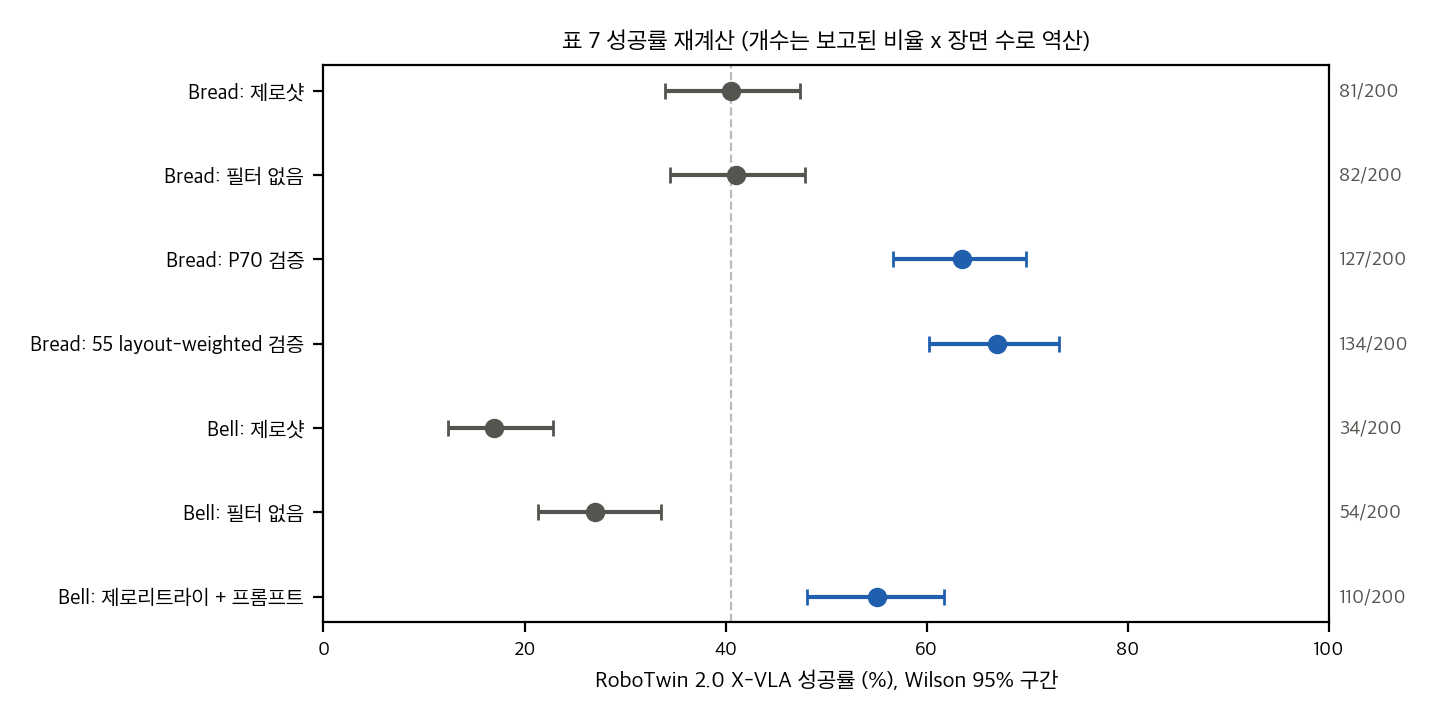 표 7 성공률 재계산 (개수는 보고된 비율 x 장면 수로 역산)
Bread: 제로샷 81/200
Bread: 필터 없음 82/200
Bread: P70 검증 127/200
Bread: 55 layout-weighted 검증 134/200
Bell: 제로샷 34/200
Bell: 필터 없음 54/200
Bell: 제로리트라이 + 프롬프트 110/200
0 20 40 60 80 100
RoboTwin 2.0 X-VLA 성공률 (%), Wilson 95% 구간